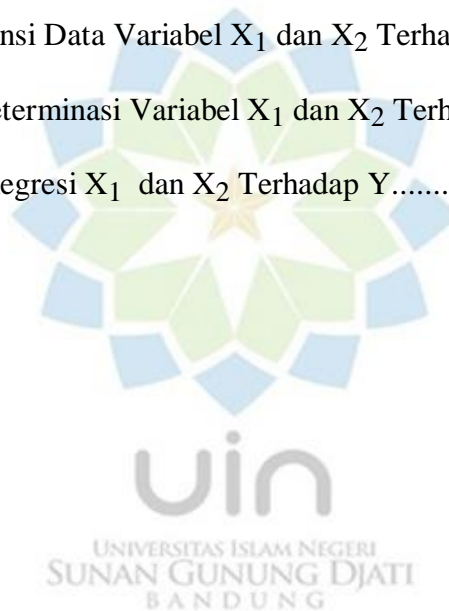 nsi Data Variabel X1 dan X2 Terha
eterminasi Variabel X1 dan X2 Terh
egresi X1 dan X2 Terhadap Y........
uin
UNIVERSITAS ISLAM NEGERI
SUNAN GUNUNG DJATI
BANDUNG